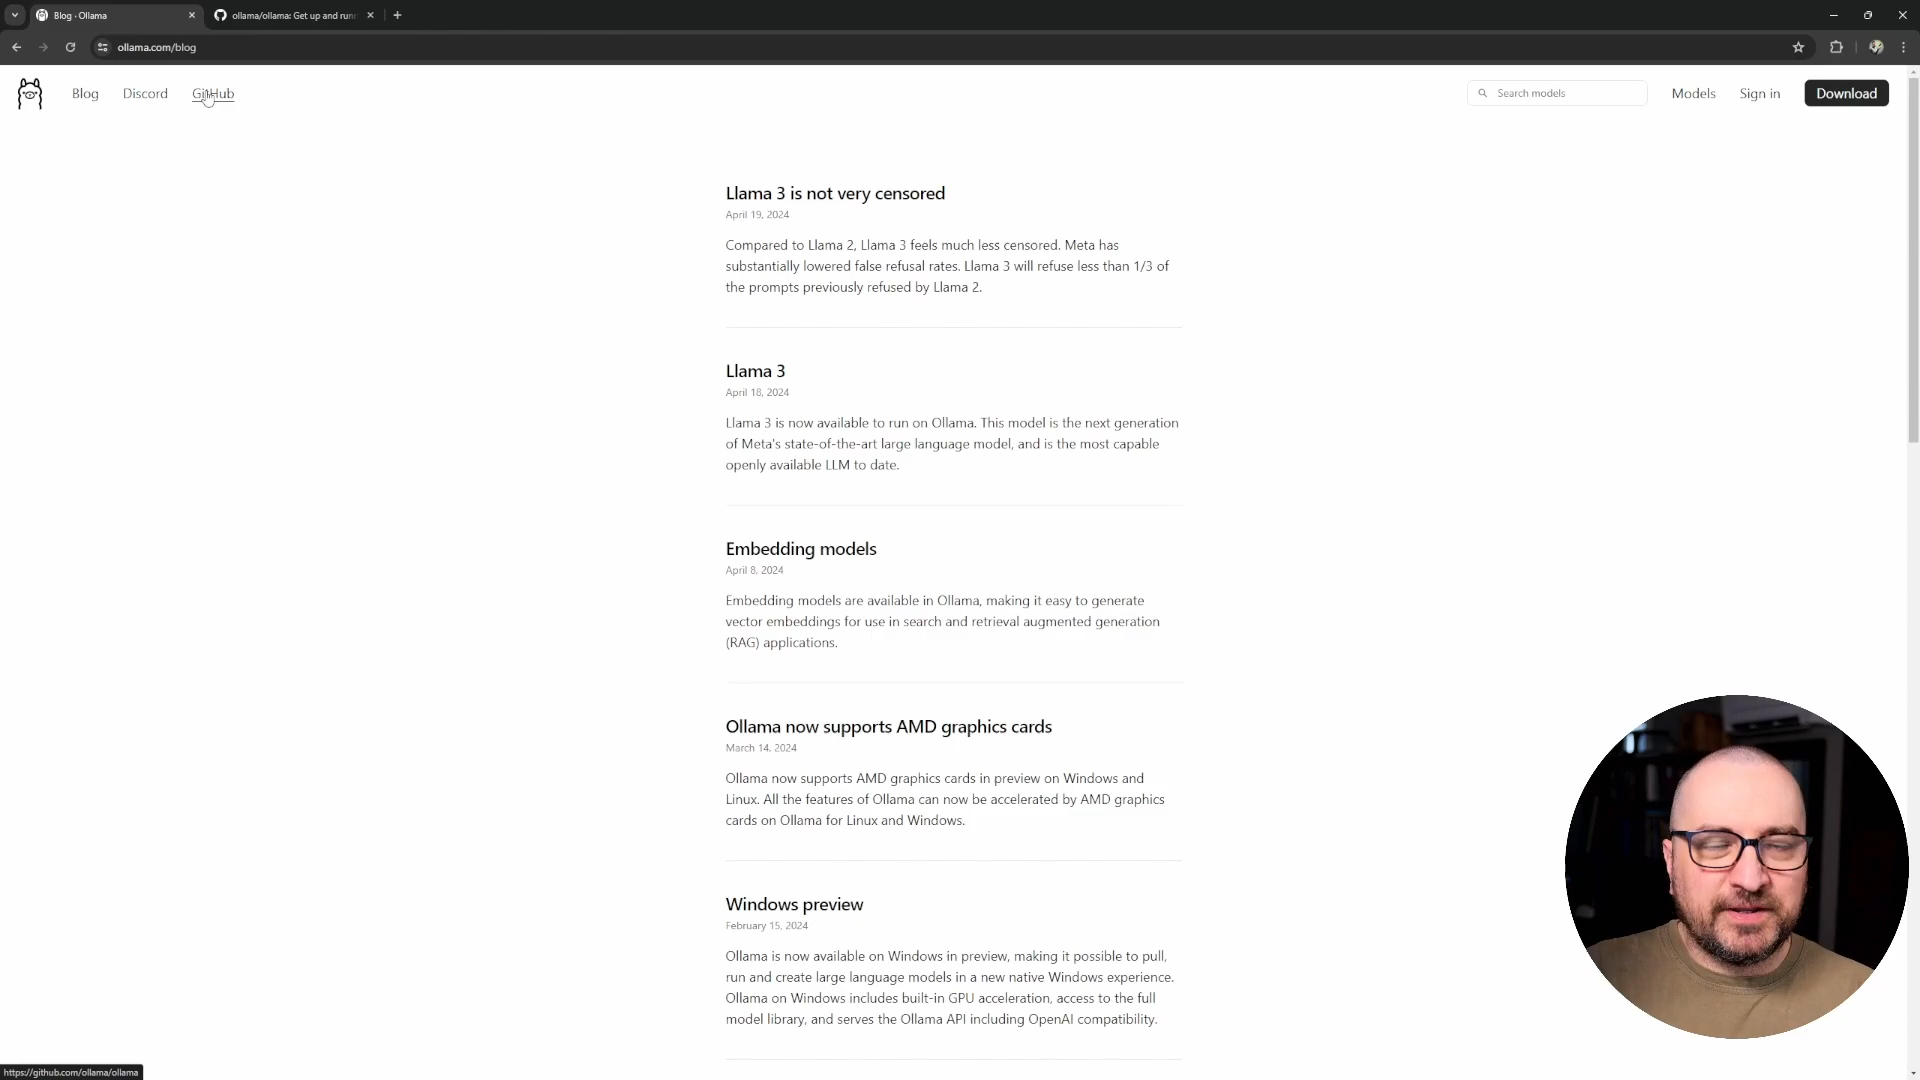 Blog · Ollama
ollama/ollama: Get up and runn
ollama.com/blog
Blog
Discord
GitHub
Search models
Models
Sign in
Download
Llama 3 is not very censored
April 19, 2024
Compared to Llama 2, Llama 3 feels much less censored. Meta has
substantially lowered false refusal rates. Llama 3 will refuse less than 1/3 of
the prompts previously refused by Llama 2.
Llama 3
April 18, 2024
Llama 3 is now available to run on Ollama. This model is the next generation
of Meta's state-of-the-art large language model, and is the most capable
openly available LLM to date.
Embedding models
April 8, 2024
Embedding models are available in Ollama, making it easy to generate
vector embeddings for use in search and retrieval augmented generation
(RAG) applications.
Ollama now supports AMD graphics cards
March 14, 2024
Ollama now supports AMD graphics cards in preview on Windows and
Linux. All the features of Ollama can now be accelerated by AMD graphics
cards on Ollama for Linux and Windows.
Windows preview
February 15, 2024
Ollama is now available on Windows in preview, making it possible to pull,
run and create large language models in a new native Windows experience.
Ollama on Windows includes built-in GPU acceleration, access to the full
model library, and serves the Ollama API including OpenAI compatibility.
https://github.com/ollama/ollama